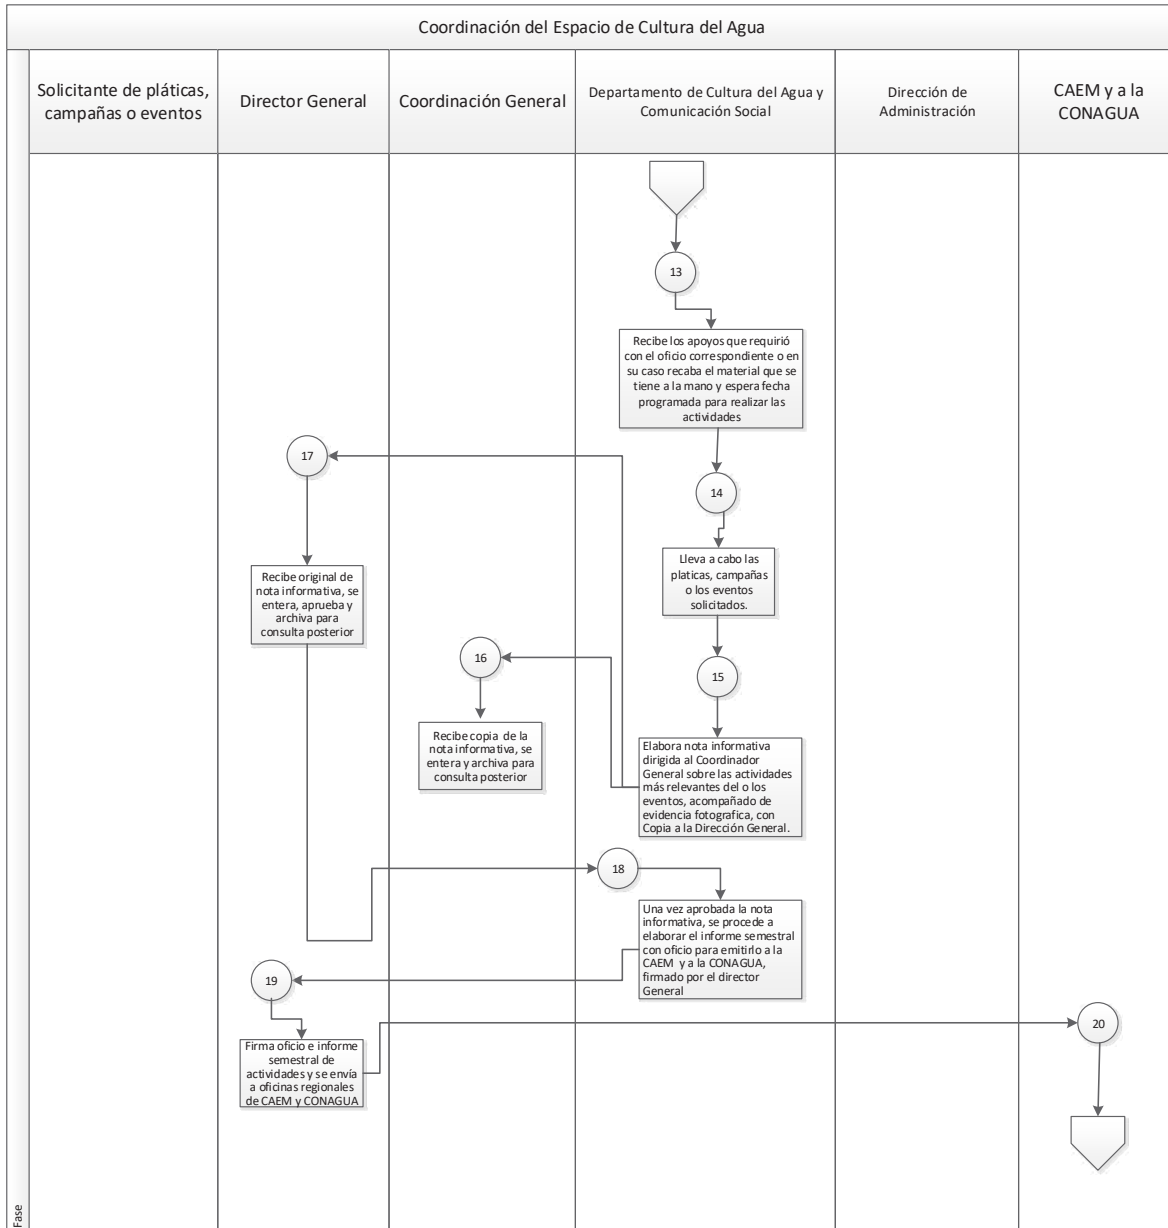 Coordinación del Espacio de Cultura del Agua
Solicitante de pláticas,
campañas o eventos
Director General
Coordinación General
Departamento de Cultura del Agua y
Comunicación Social
Dirección de
Administración
CAEM y a la
CONAGUA
13
Recibe los apoyos que requirió
con el oficio correspondiente o en
su caso recaba el material que se
tiene a la mano y espera fecha
programada para realizar las
actividades
17
14
Lleva a cabo las
platicas, campañas
o los eventos
solicitados.
Recibe original de
nota informativa, se
entera, aprueba y
archiva para
consulta posterior
16
15
Recibe copia de la
nota informativa, se
entera y archiva para
consulta posterior
Elabora nota informativa
dirigida al Coordinador
General sobre las actividades
más relevantes del o los
eventos, acompañado de
evidencia fotografica, con
Copia a la Dirección General.
18
Una vez aprobada la nota
informativa, se procede a
elaborar el informe semestral
con oficio para emitirlo a la
CAEM y a la CONAGUA,
firmado por el director
General
19
20
Firma oficio e informe
semestral de
actividades y se envía
a oficinas regionales
de CAEM y CONAGUA
Fase